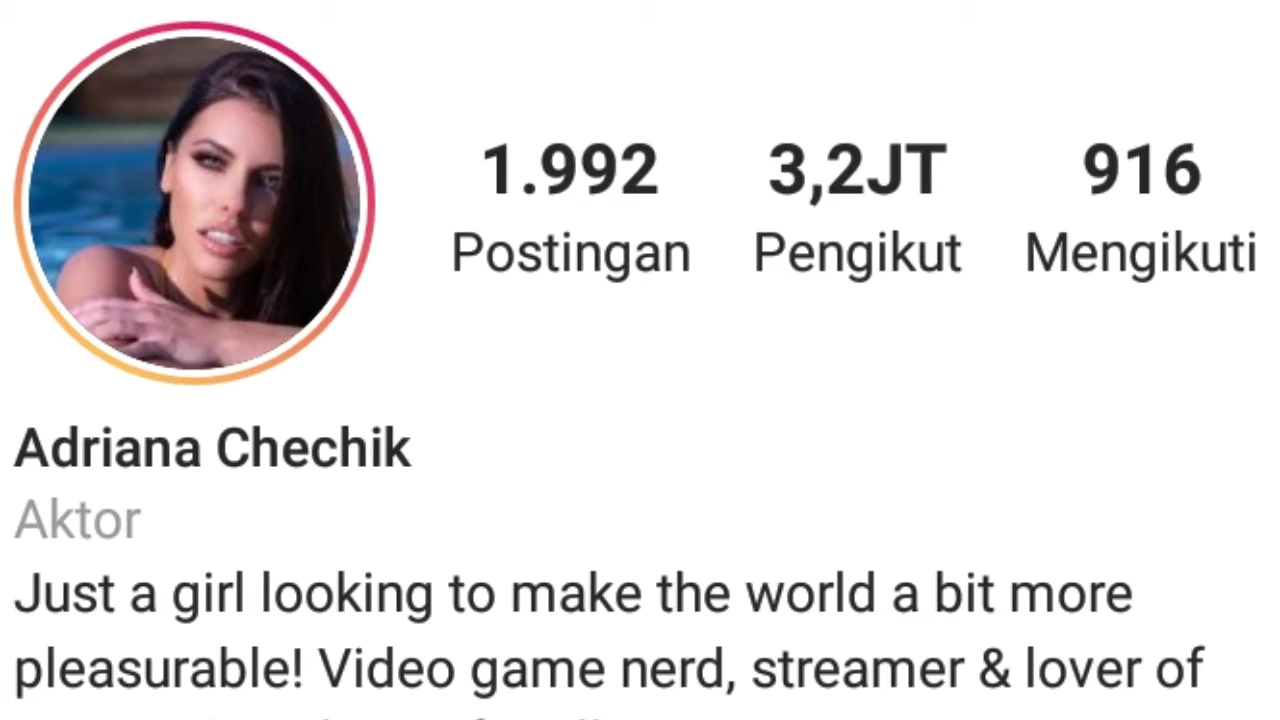 1.992 3,2JT 916
Postingan Pengikut Mengikuti
Adriana Chechik
Aktor
Just a girl looking to make the world a bit more
pleasurable! Video game nerd, streamer & lover of